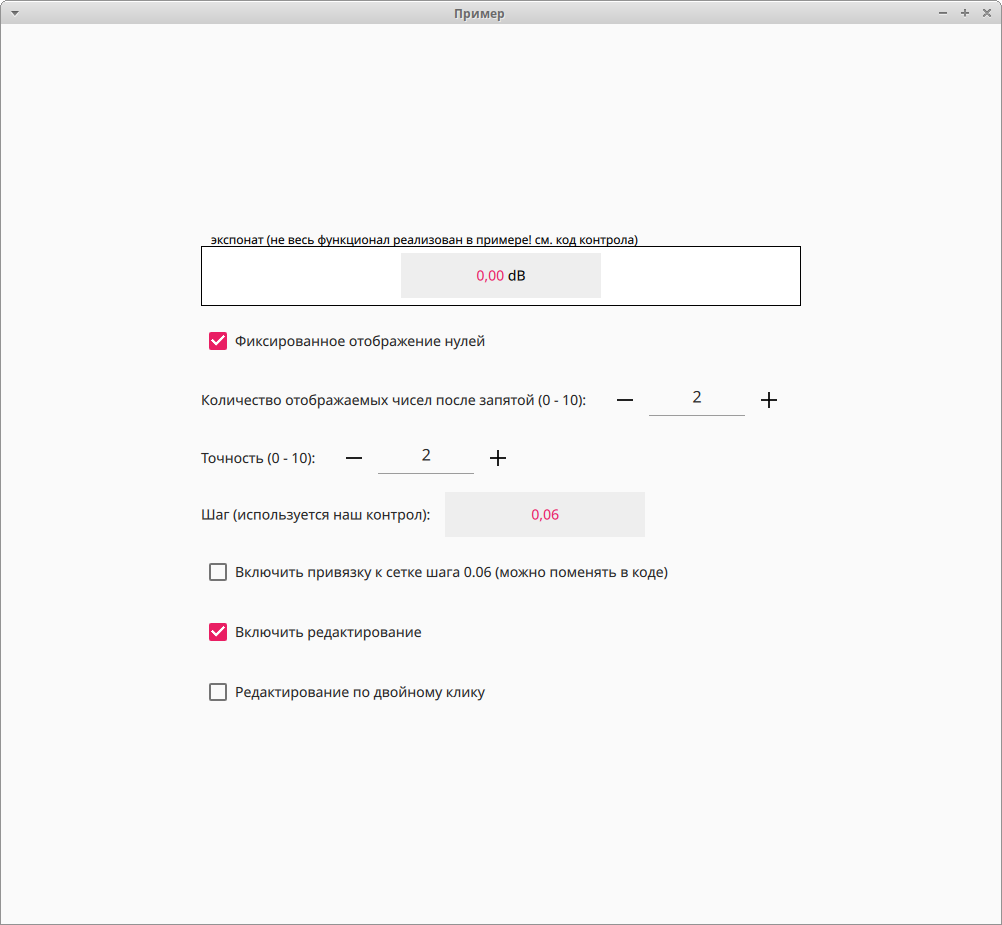 Пример
экспонат (не весь функционал реализован в примере! см. код контрола)
0,00 dB
Фиксированное отображение нулей
Количество отображаемых чисел после запятой (0 - 10): — 2 +
Точность (0 - 10): — 2 +
Шаг (используется наш контрол): 0,06
Включить привязку к сетке шага 0.06 (можно поменять в коде)
Включить редактирование
Редактирование по двойному клику